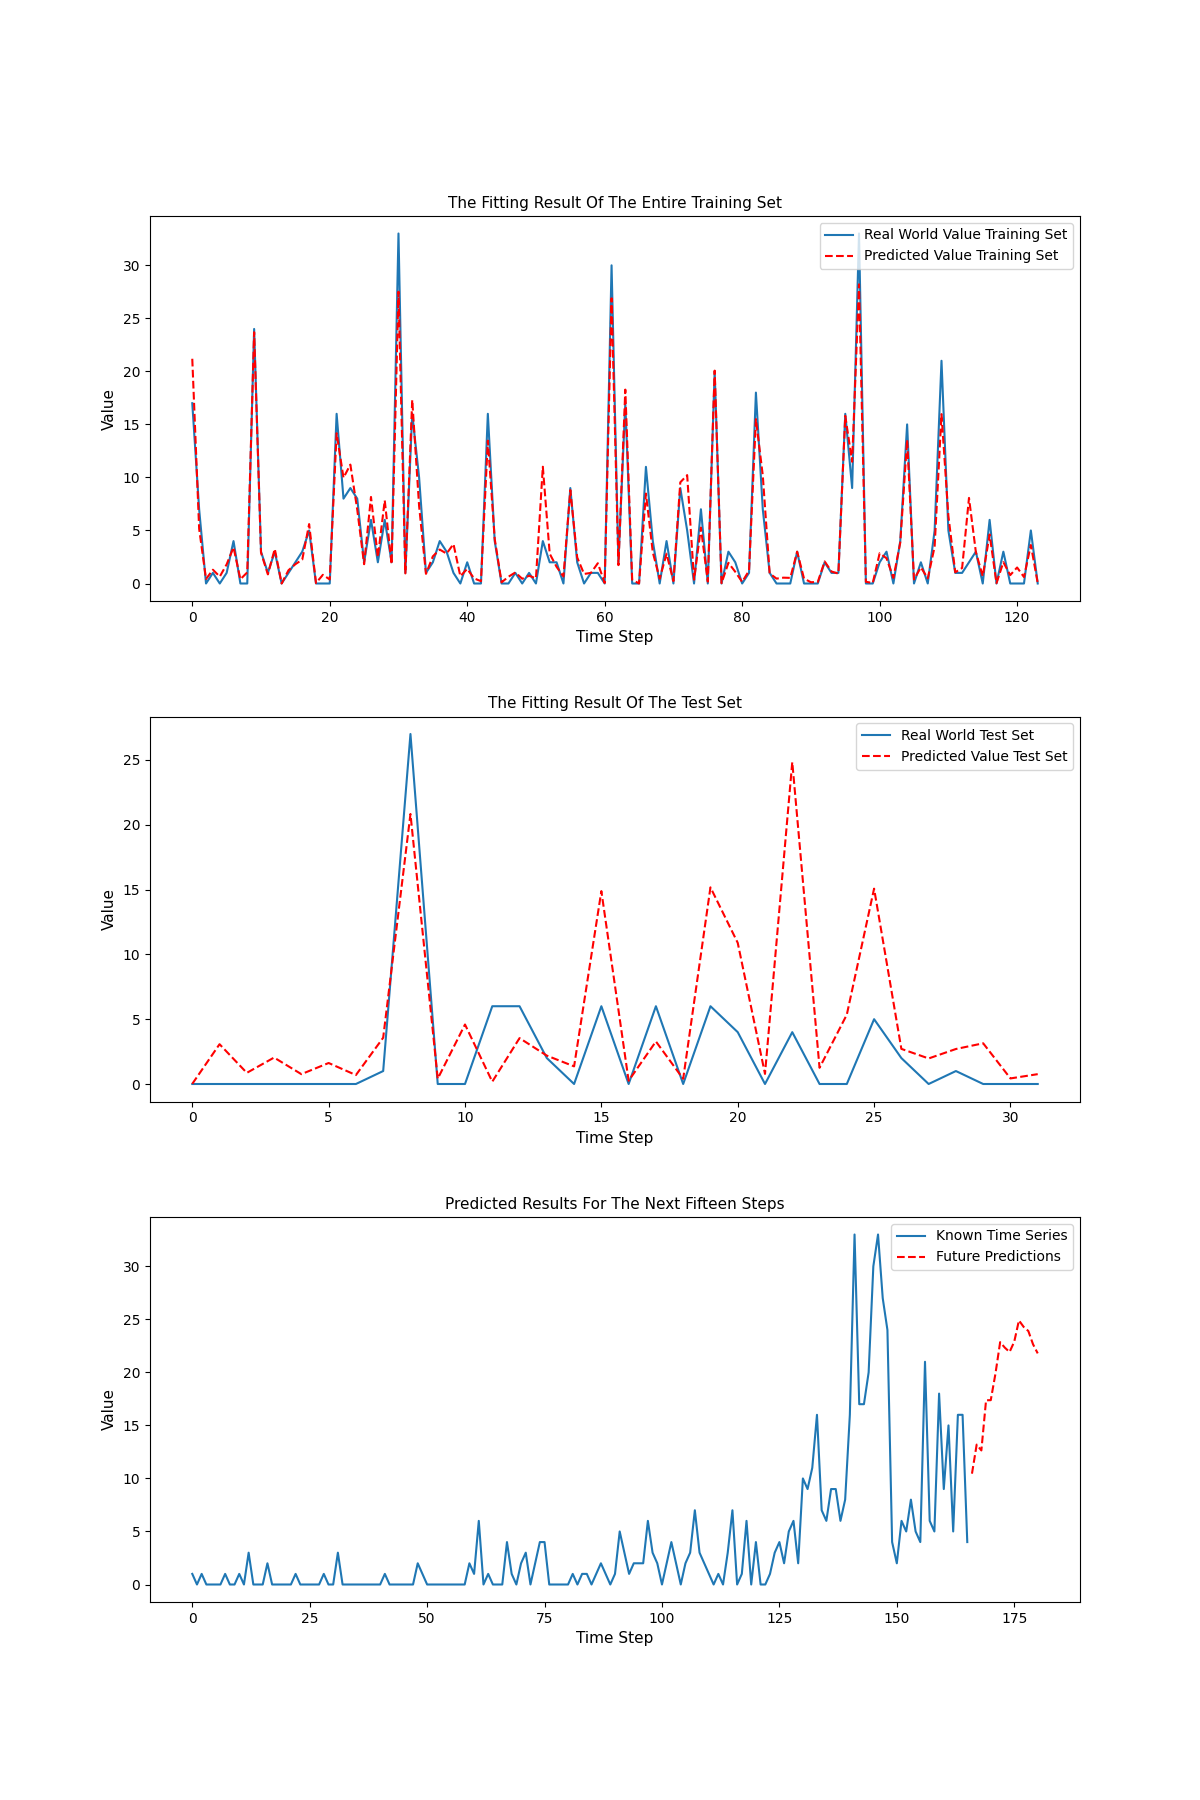 The Fitting Result Of The Entire Training Set
Real World Value Training Set
Predicted Value Training Set
Value
30
25
20
15
10
5
0
0 20 40 60 80 100 120
Time Step
The Fitting Result Of The Test Set
Real World Test Set
Predicted Value Test Set
Value
25
20
15
10
5
0
0 5 10 15 20 25 30
Time Step
Predicted Results For The Next Fifteen Steps
Known Time Series
Future Predictions
Value
30
25
20
15
10
5
0
0 25 50 75 100 125 150 175
Time Step